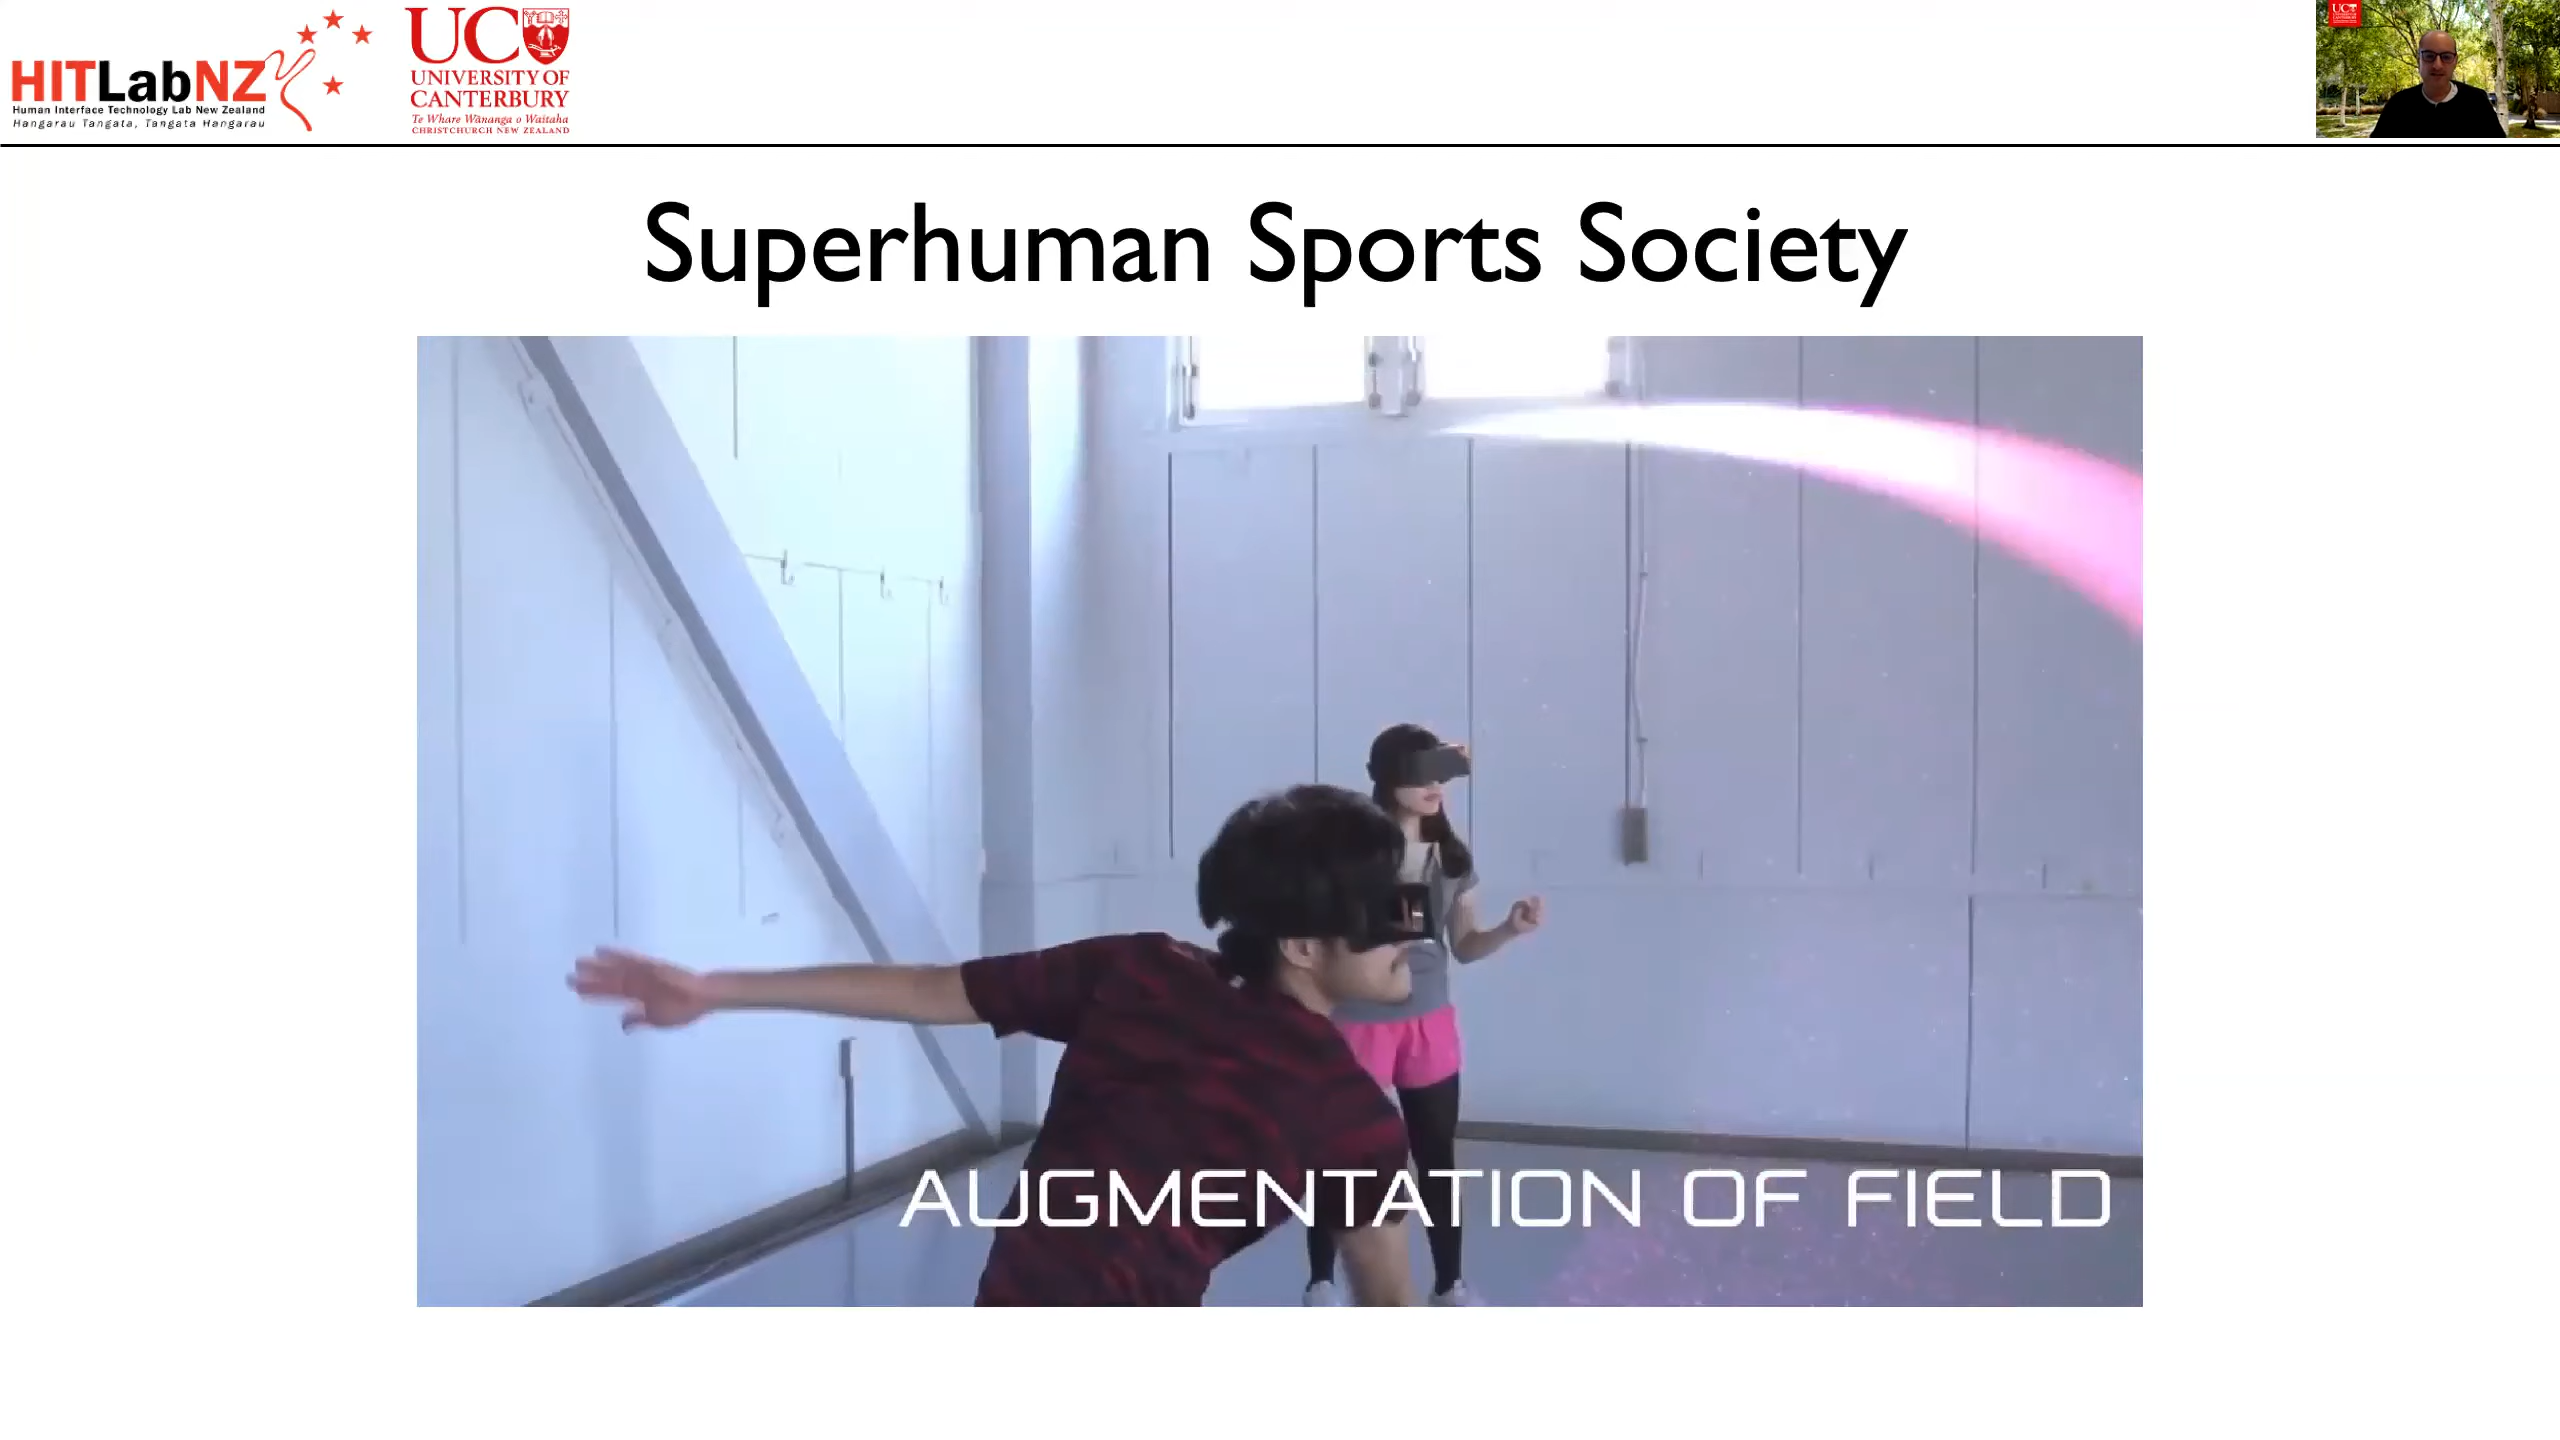 HITLabNZ
Human Interface Technology Lab New Zealand
Hangarau Tangata, Tangata Hangarau
UC
UNIVERSITY OF
CANTERBURY
Te Whare Wānanga o Waitaha
CHRISTCHURCH NEW ZEALAND
UC
Superhuman Sports Society
AUGMENTATION OF FIELD